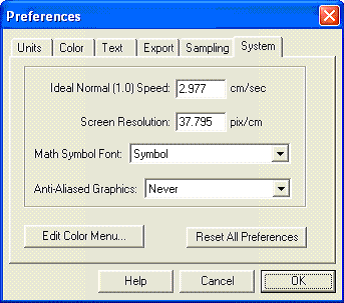 Preferences
Units Color Text Export Sampling System
Ideal Normal (1.0) Speed: 2.977 cm/sec
Screen Resolution: 37.795 pix/cm
Math Symbol Font: Symbol
Anti-Aliased Graphics: Never
Edit Color Menu... Reset All Preferences
Help Cancel OK